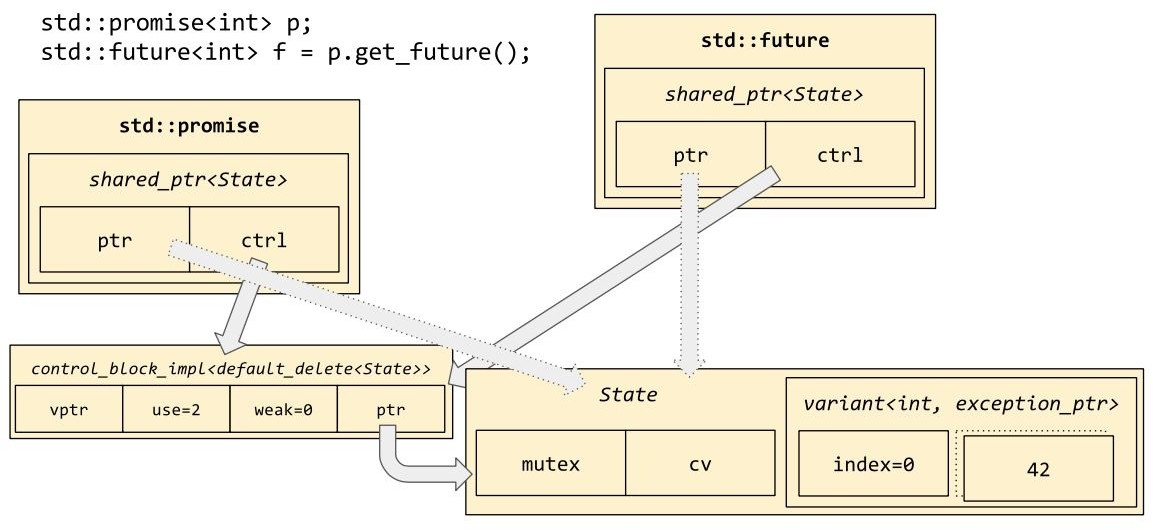 std::promise<int> p;
std::future<int> f = p.get_future();
std::future
shared_ptr<State>
ptr
ctrl
std::promise
shared_ptr<State>
ptr
ctrl
control_block_impl<default_delete<State>>
vptr
use=2
weak=0
ptr
State
mutex
cv
variant<int, exception_ptr>
index=0
42